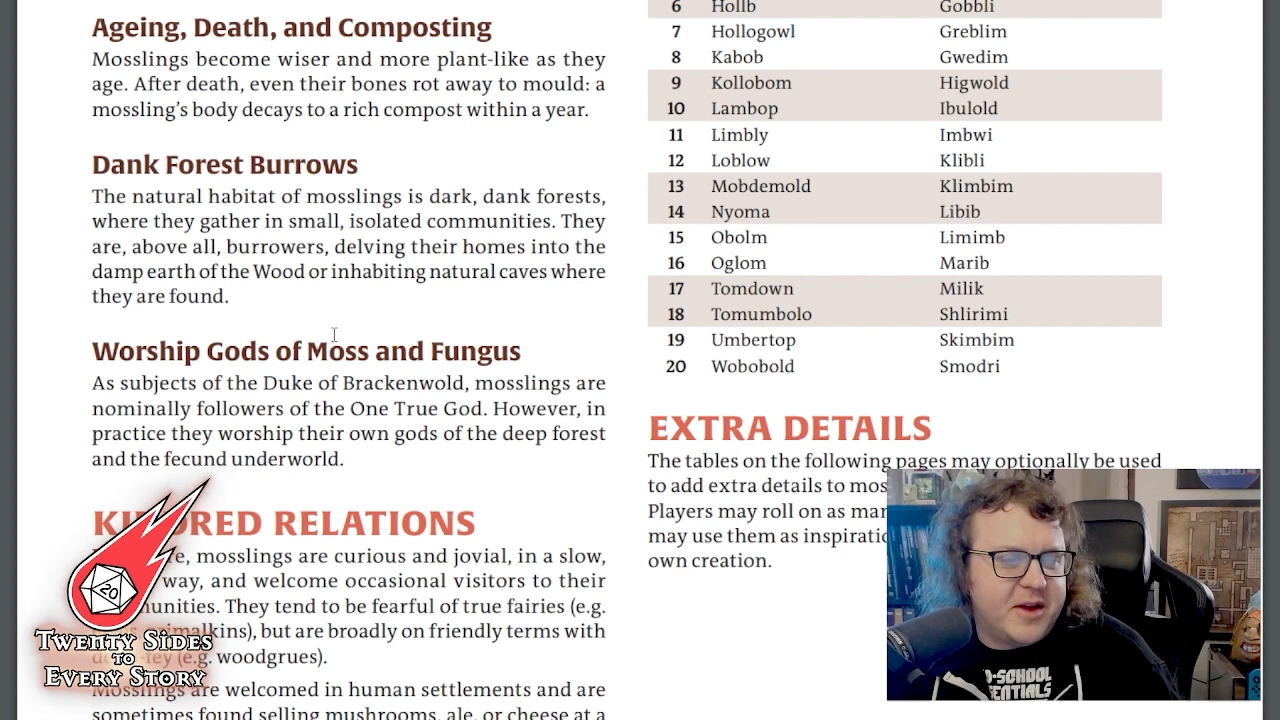 Ageing, Death, and Composting
Mosslings become wiser and more plant-like as they
age. After death, even their bones rot away to mould: a
mossling's body decays to a rich compost within a year.
Dank Forest Burrows
The natural habitat of mosslings is dark, dank forests,
where they gather in small, isolated communities. They
are, above all, burrowers, delving their homes into the
damp earth of the Wood or inhabiting natural caves where
they are found.
Worship Gods of Moss and Fungus
As subjects of the Duke of Brackenwold, mosslings are
nominally followers of the One True God. However, in
practice they worship their own gods of the deep forest
and the fecund underworld.
KINDRED RELATIONS
mosslings are curious and jovial, in a slow,
way, and welcome occasional visitors to their
They tend to be fearful of true fairies (e.g.
but are broadly on friendly terms with
(e.g. woodgrues).
Mosslings are welcomed in human settlements and are
sometimes found selling mushrooms, ale, or cheese at a
6 Hollb Gobbli
7 Hollogowl Greblim
8 Kabob Gwedim
9 Kollobom Higwold
10 Lambop Ibulold
11 Limbly Imbwi
12 Loblow Klibli
13 Mobdemold Klimbim
14 Nyoma Libib
15 Obolm Limimb
16 Oglom Marib
17 Tomdown Milik
18 Tomumbolo Shlirimi
19 Umbertop Skimbim
20 Wobobold Smodri
EXTRA DETAILS
The tables on the following pages may optionally be used
to add extra details to mos
Players may roll on as
may use them as inspiratio
own creation.
20
TWENTY SIDES
TO
EVERY STORY